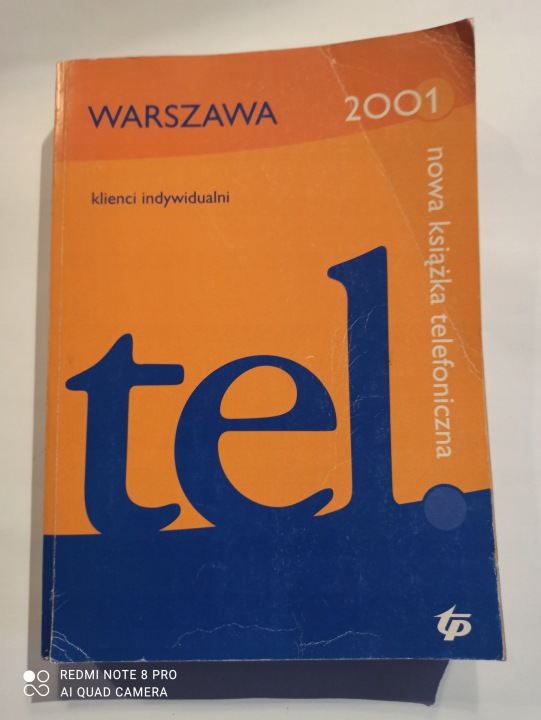 WARSZAWA
2001
klienci indywidualni
nowa książka telefoniczna
tel.
tp
REDMI NOTE 8 PRO
AI QUAD CAMERA